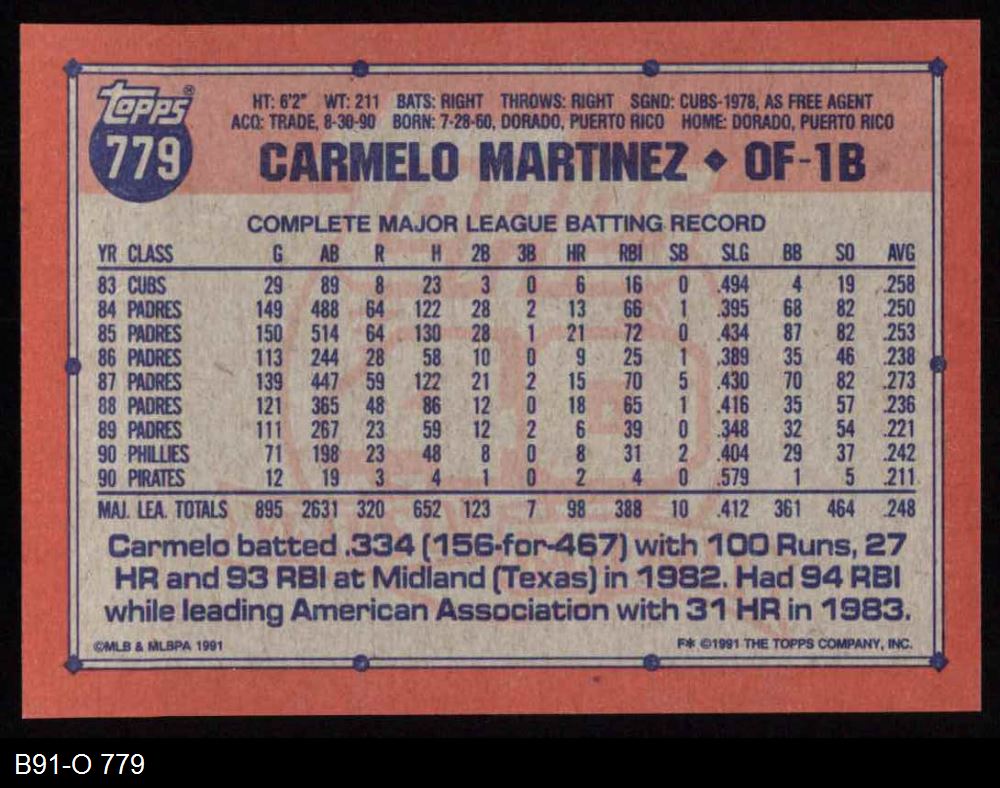 Topps®
779
HT: 6'2" WT: 211 BATS: RIGHT THROWS: RIGHT SGND: CUBS-1978, AS FREE AGENT
ACQ: TRADE, 8-30-90 BORN: 7-28-60, DORADO, PUERTO RICO HOME: DORADO, PUERTO RICO
CARMELO MARTINEZ ◆ OF-1B
COMPLETE MAJOR LEAGUE BATTING RECORD
YR CLASS G AB R H 2B 3B HR RBI SB SLG BB SO AVG
83 CUBS 29 89 8 23 3 0 6 16 0 .494 4 19 .258
84 PADRES 149 488 64 122 28 2 13 66 1 .395 68 82 .250
85 PADRES 150 514 64 130 28 1 21 72 0 .434 87 82 .253
86 PADRES 113 244 28 58 10 0 9 25 1 .389 35 46 .238
87 PADRES 139 447 59 122 21 2 15 70 5 .430 70 82 .273
88 PADRES 121 365 48 86 12 0 18 65 1 .416 35 57 .236
89 PADRES 111 267 23 59 12 2 6 39 0 .348 32 54 .221
90 PHILLIES 71 198 23 48 8 0 8 31 2 .404 29 37 .242
90 PIRATES 12 19 3 4 1 0 2 4 0 .579 1 5 .211
MAJ. LEA. TOTALS 895 2631 320 652 123 7 98 388 10 .412 361 464 .248
Carmelo batted .334 (156-for-467) with 100 Runs, 27
HR and 93 RBI at Midland (Texas) in 1982. Had 94 RBI
while leading American Association with 31 HR in 1983.
©MLB & MLBPA 1991 F* ©1991 THE TOPPS COMPANY, INC.
B91-O 779